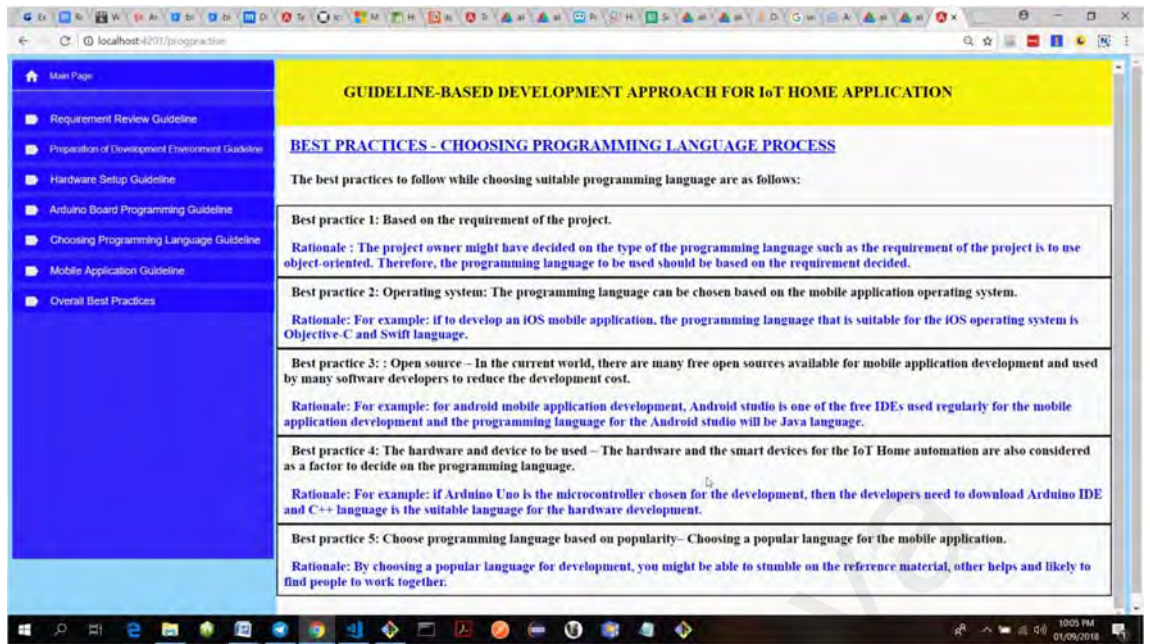 localhost:4201/progpractise
Main Page
Requirement Review Guideline
Preparation of Development Environment Guideline
Hardware Setup Guideline
Arduino Board Programming Guideline
Choosing Programming Language Guideline
Mobile Application Guideline
Overall Best Practices
GUIDELINE-BASED DEVELOPMENT APPROACH FOR IoT HOME APPLICATION
BEST PRACTICES - CHOOSING PROGRAMMING LANGUAGE PROCESS
The best practices to follow while choosing suitable programming language are as follows:
Best practice 1: Based on the requirement of the project.
Rationale : The project owner might have decided on the type of the programming language such as the requirement of the project is to use
object-oriented. Therefore, the programming language to be used should be based on the requirement decided.
Best practice 2: Operating system: The programming language can be chosen based on the mobile application operating system.
Rationale: For example: if to develop an iOS mobile application, the programming language that is suitable for the iOS operating system is
Objective-C and Swift language.
Best practice 3: : Open source – In the current world, there are many free open sources available for mobile application development and used
by many software developers to reduce the development cost.
Rationale: For example: for android mobile application development, Android studio is one of the free IDEs used regularly for the mobile
application development and the programming language for the Android studio will be Java language.
Best practice 4: The hardware and device to be used – The hardware and the smart devices for the IoT Home automation are also considered
as a factor to decide on the programming language.
Rationale: For example: if Arduino Uno is the microcontroller chosen for the development, then the developers need to download Arduino IDE
and C++ language is the suitable language for the hardware development.
Best practice 5: Choose programming language based on popularity– Choosing a popular language for the mobile application.
Rationale: By choosing a popular language for development, you might be able to stumble on the reference material, other helps and likely to
find people to work together.
10:05 PM
01/09/2018